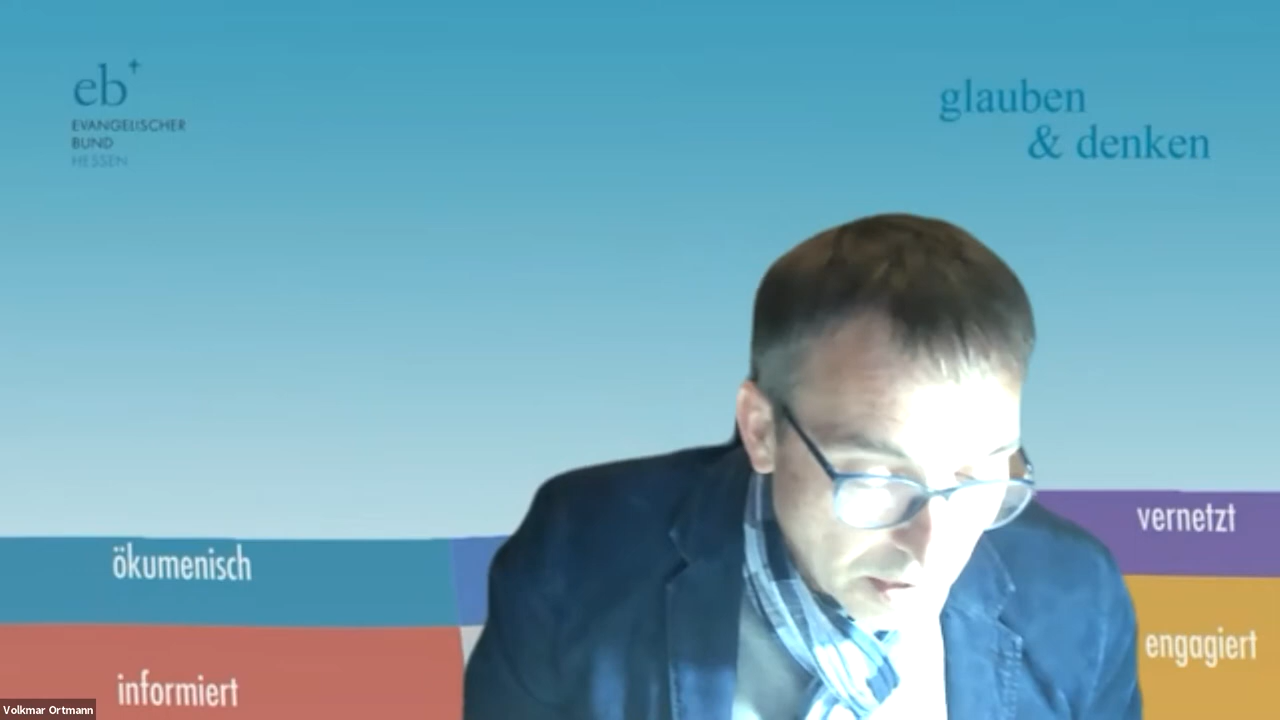 eb+
EVANGELISCHER
BUND
HESSEN
glauben
& denken
vernetzt
ökumenisch
engagiert
informiert
Volkmar Ortmann